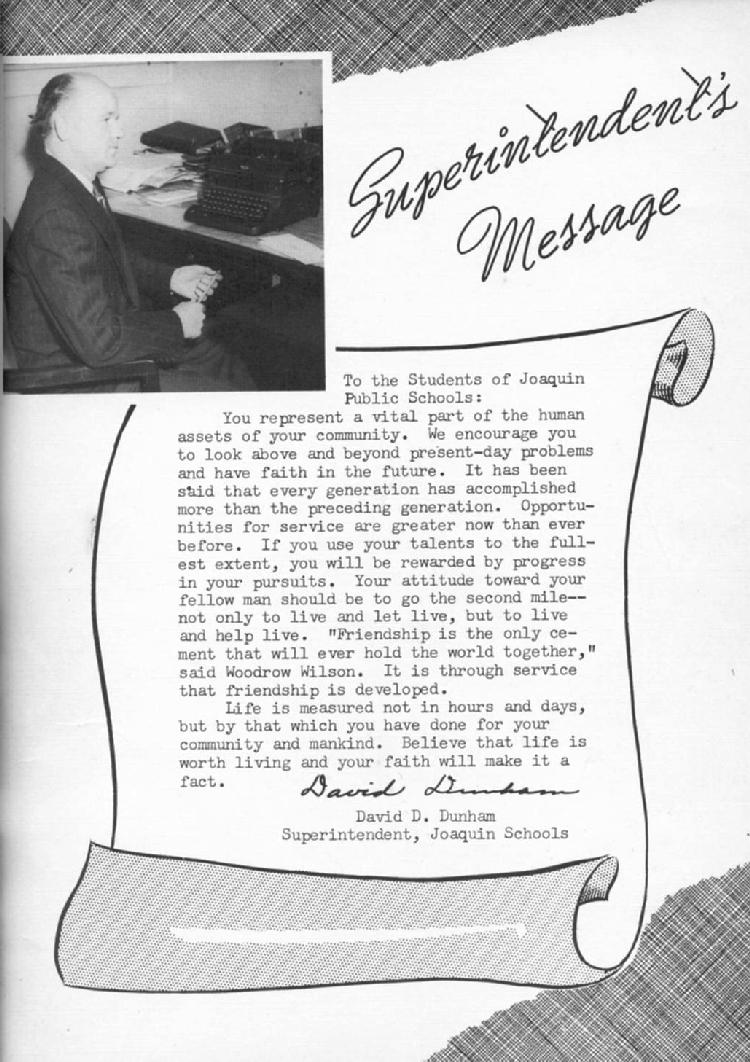 Superintendent's
Message
To the Students of Joaquin
Public Schools:
You represent a vital part of the human
assets of your community. We encourage you
to look above and beyond present-day problems
and have faith in the future. It has been
said that every generation has accomplished
more than the preceding generation. Opportu-
nities for service are greater now than ever
before. If you use your talents to the full-
est extent, you will be rewarded by progress
in your pursuits. Your attitude toward your
fellow man should be to go the second mile--
not only to live and let live, but to live
and help live. "Friendship is the only ce-
ment that will ever hold the world together,"
said Woodrow Wilson. It is through service
that friendship is developed.
Life is measured not in hours and days,
but by that which you have done for your
community and mankind. Believe that life is
worth living and your faith will make it a
fact.
David Dunham
David D. Dunham
Superintendent, Joaquin Schools